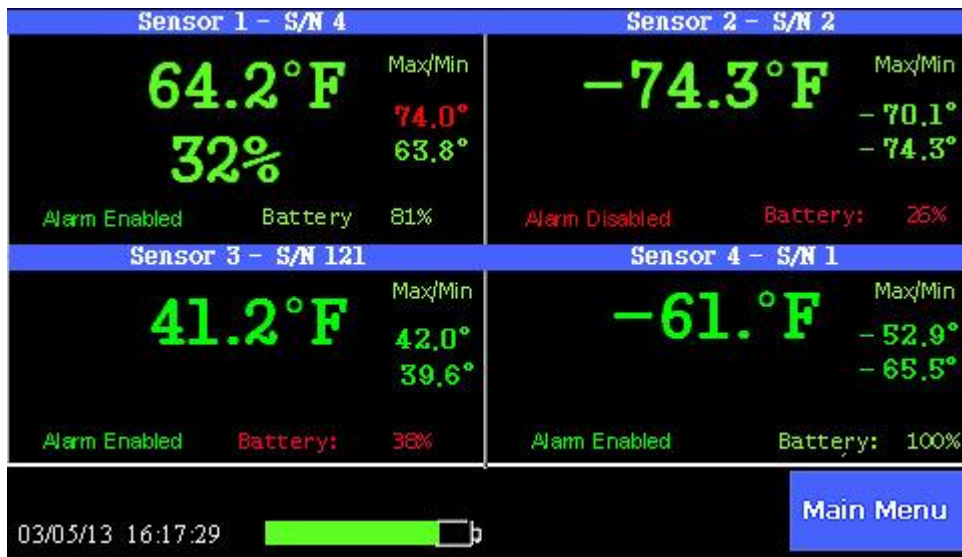 Sensor 1 - S/N 4
64.2°F
Max/Min
74.0°
32%
63.8°
Alarm Enabled Battery 81%
Sensor 2 - S/N 2
-74.3°F
Max/Min
- 70.1°
- 74.3°
Alarm Disabled Battery: 26%
Sensor 3 - S/N 121
41.2°F
Max/Min
42.0°
39.6°
Alarm Enabled Battery: 38%
Sensor 4 - S/N 1
-61.°F
Max/Min
- 52.9°
- 65.5°
Alarm Enabled Battery: 100%
03/05/13 16:17:29
Main Menu